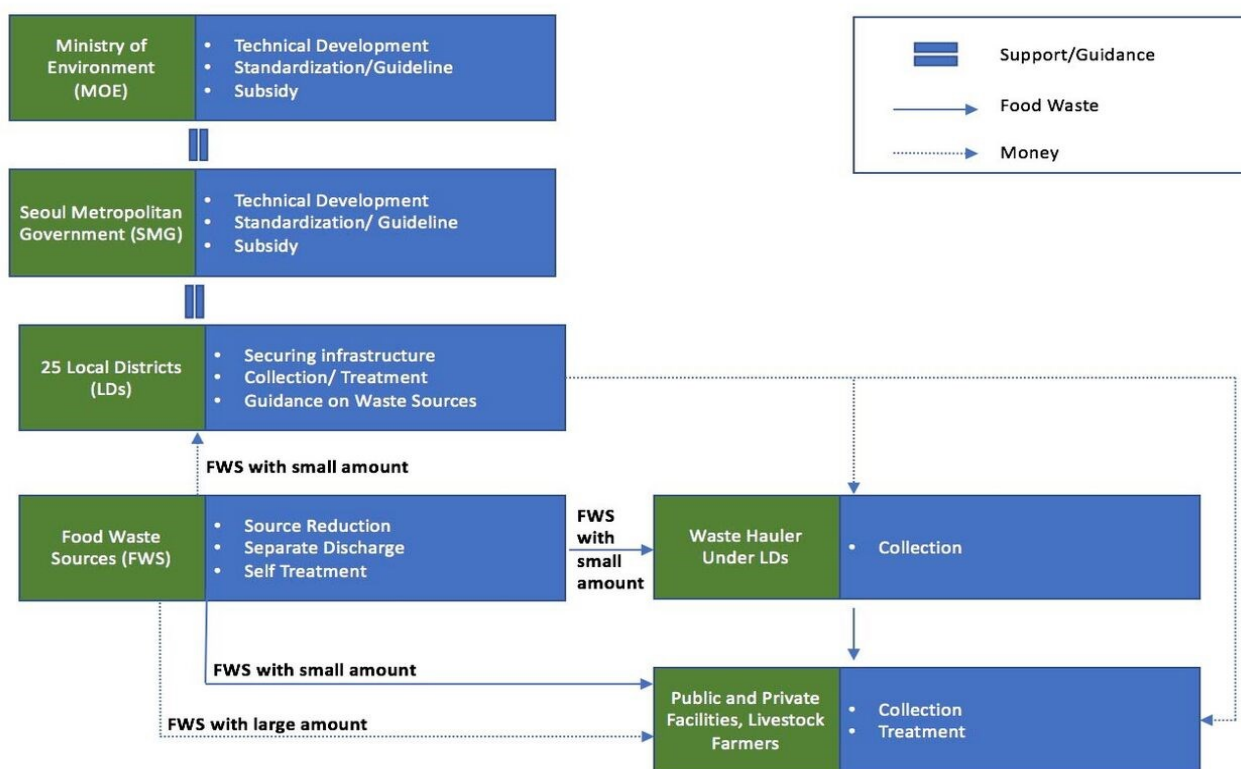 Ministry of
Environment
(MOE)
• Technical Development
• Standardization/Guideline
• Subsidy
Support/Guidance
Food Waste
Money
Seoul Metropolitan
Government (SMG)
• Technical Development
• Standardization/ Guideline
• Subsidy
25 Local Districts
(LDs)
• Securing infrastructure
• Collection/ Treatment
• Guidance on Waste Sources
FWS with small amount
Food Waste
Sources (FWS)
• Source Reduction
• Separate Discharge
• Self Treatment
FWS
with
small
amount
Waste Hauler
Under LDs
• Collection
FWS with small amount
FWS with large amount
Public and Private
Facilities, Livestock
Farmers
• Collection
• Treatment